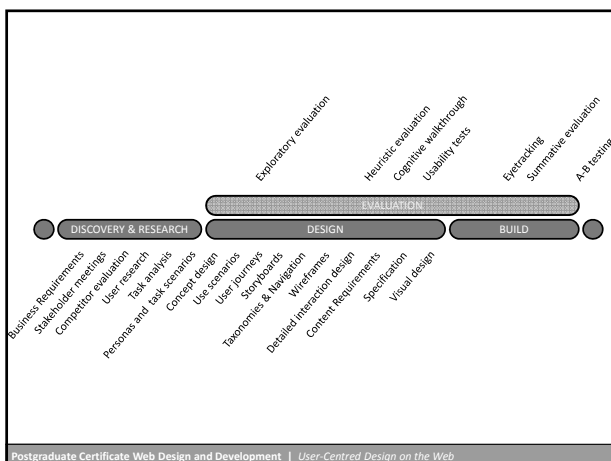 Exploratory evaluation
Heuristic evaluation
Cognitive walkthrough
Usability tests
Eyetracking
Summative evaluation
A-B testing
EVALUATION
DISCOVERY & RESEARCH
DESIGN
BUILD
Business Requirements
Stakeholder meetings
Competitor evaluation
User research
Task analysis
Personas and task scenarios
Concept design
Use scenarios
User journeys
Storyboards
Taxonomies & Navigation
Wireframes
Detailed interaction design
Content Requirements
Specification
Visual design
Postgraduate Certificate Web Design and Development | User-Centred Design on the Web